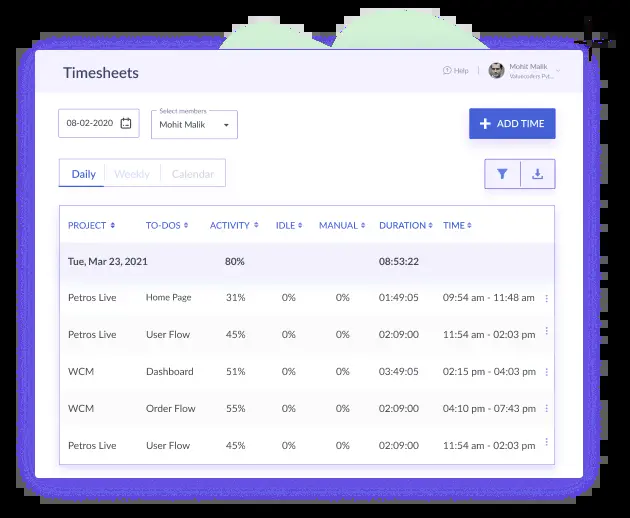 Timesheets
Help
Mohit Malik
Valuecoders Pvt...
08-02-2020
Select members
Mohit Malik
ADD TIME
Daily Weekly Calendar
PROJECT TO-DOS ACTIVITY IDLE MANUAL DURATION TIME
Tue, Mar 23, 2021 80% 08:53:22
Petros Live Home Page 31% 0% 0% 01:49:05 09:54 am - 11:48 am
Petros Live User Flow 45% 0% 0% 02:09:00 11:54 am - 02:03 pm
WCM Dashboard 51% 0% 0% 03:49:05 02:15 pm - 04:03 pm
WCM Order Flow 55% 0% 0% 02:09:00 04:10 pm - 07:43 pm
Petros Live User Flow 45% 0% 0% 02:09:00 11:54 am - 02:03 pm